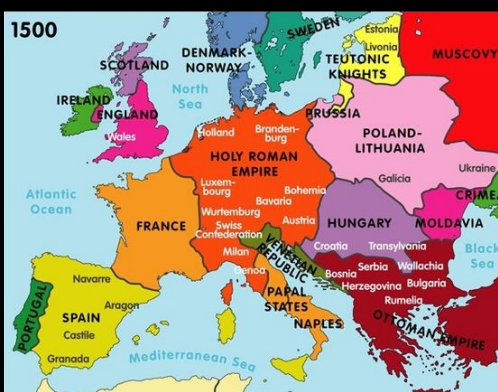 1500
SWEDEN
Estonia
Livonia
MUSCOVY
DENMARK-
NORWAY
TEUTONIC
KNIGHTS
SCOTLAND
North
Sea
IRELAND
ENGLAND
Wales
PRUSSIA
Holland
Branden-
burg
POLAND-
LITHUANIA
HOLY ROMAN
EMPIRE
Ukraine
Galicia
Luxem-
bourg
Bohemia
Bavaria
CRIMEA
Atlantic
Ocean
Wurtemburg
Austria
FRANCE
Swiss
Confederation
HUNGARY
MOLDAVIA
VENETIAN
REPUBLIC
Croatia
Transylvania
Black
Sea
Milan
Genoa
Bosnia
Serbia
Wallachia
Navarre
Herzegovina
Bulgaria
PAPAL
STATES
Rumelia
PORTUGAL
SPAIN
Aragon
NAPLES
OTTOMAN EMPIRE
Castile
Granada
Mediterranean Sea